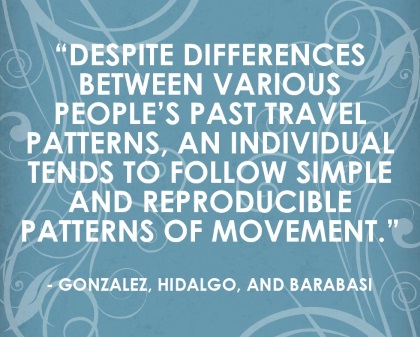 “DESPITE DIFFERENCES
BETWEEN VARIOUS
PEOPLE’S PAST TRAVEL
PATTERNS, AN INDIVIDUAL
TENDS TO FOLLOW SIMPLE
AND REPRODUCIBLE
PATTERNS OF MOVEMENT.”
- GONZALEZ, HIDALGO, AND BARABASI